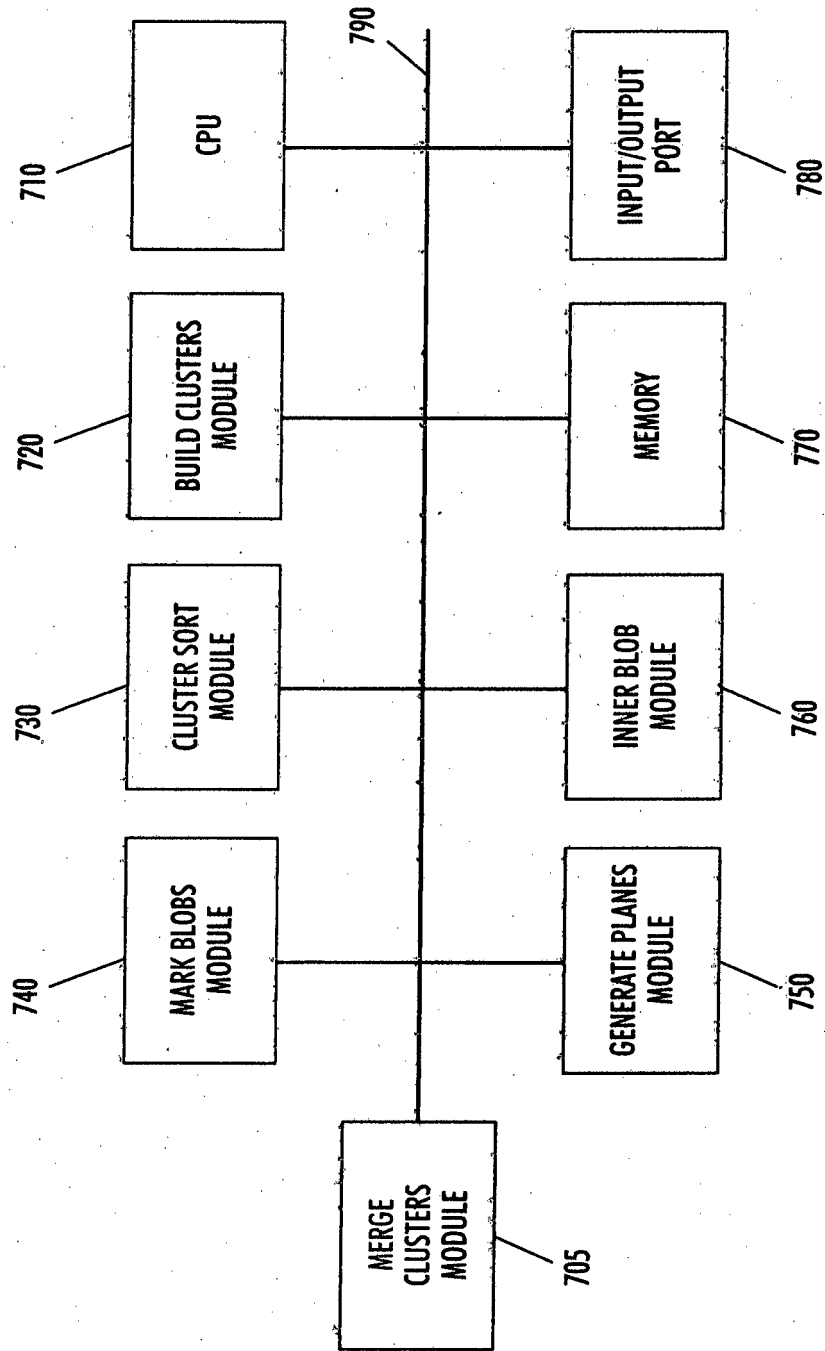 740
730
720
710
MARK BLOBS
MODULE
CLUSTER SORT
MODULE
BUILD CLUSTERS
MODULE
CPU
790
MERGE
CLUSTERS
MODULE
705
GENERATE PLANES
MODULE
INNER BLOB
MODULE
MEMORY
INPUT/OUTPUT
PORT
750
760
770
780